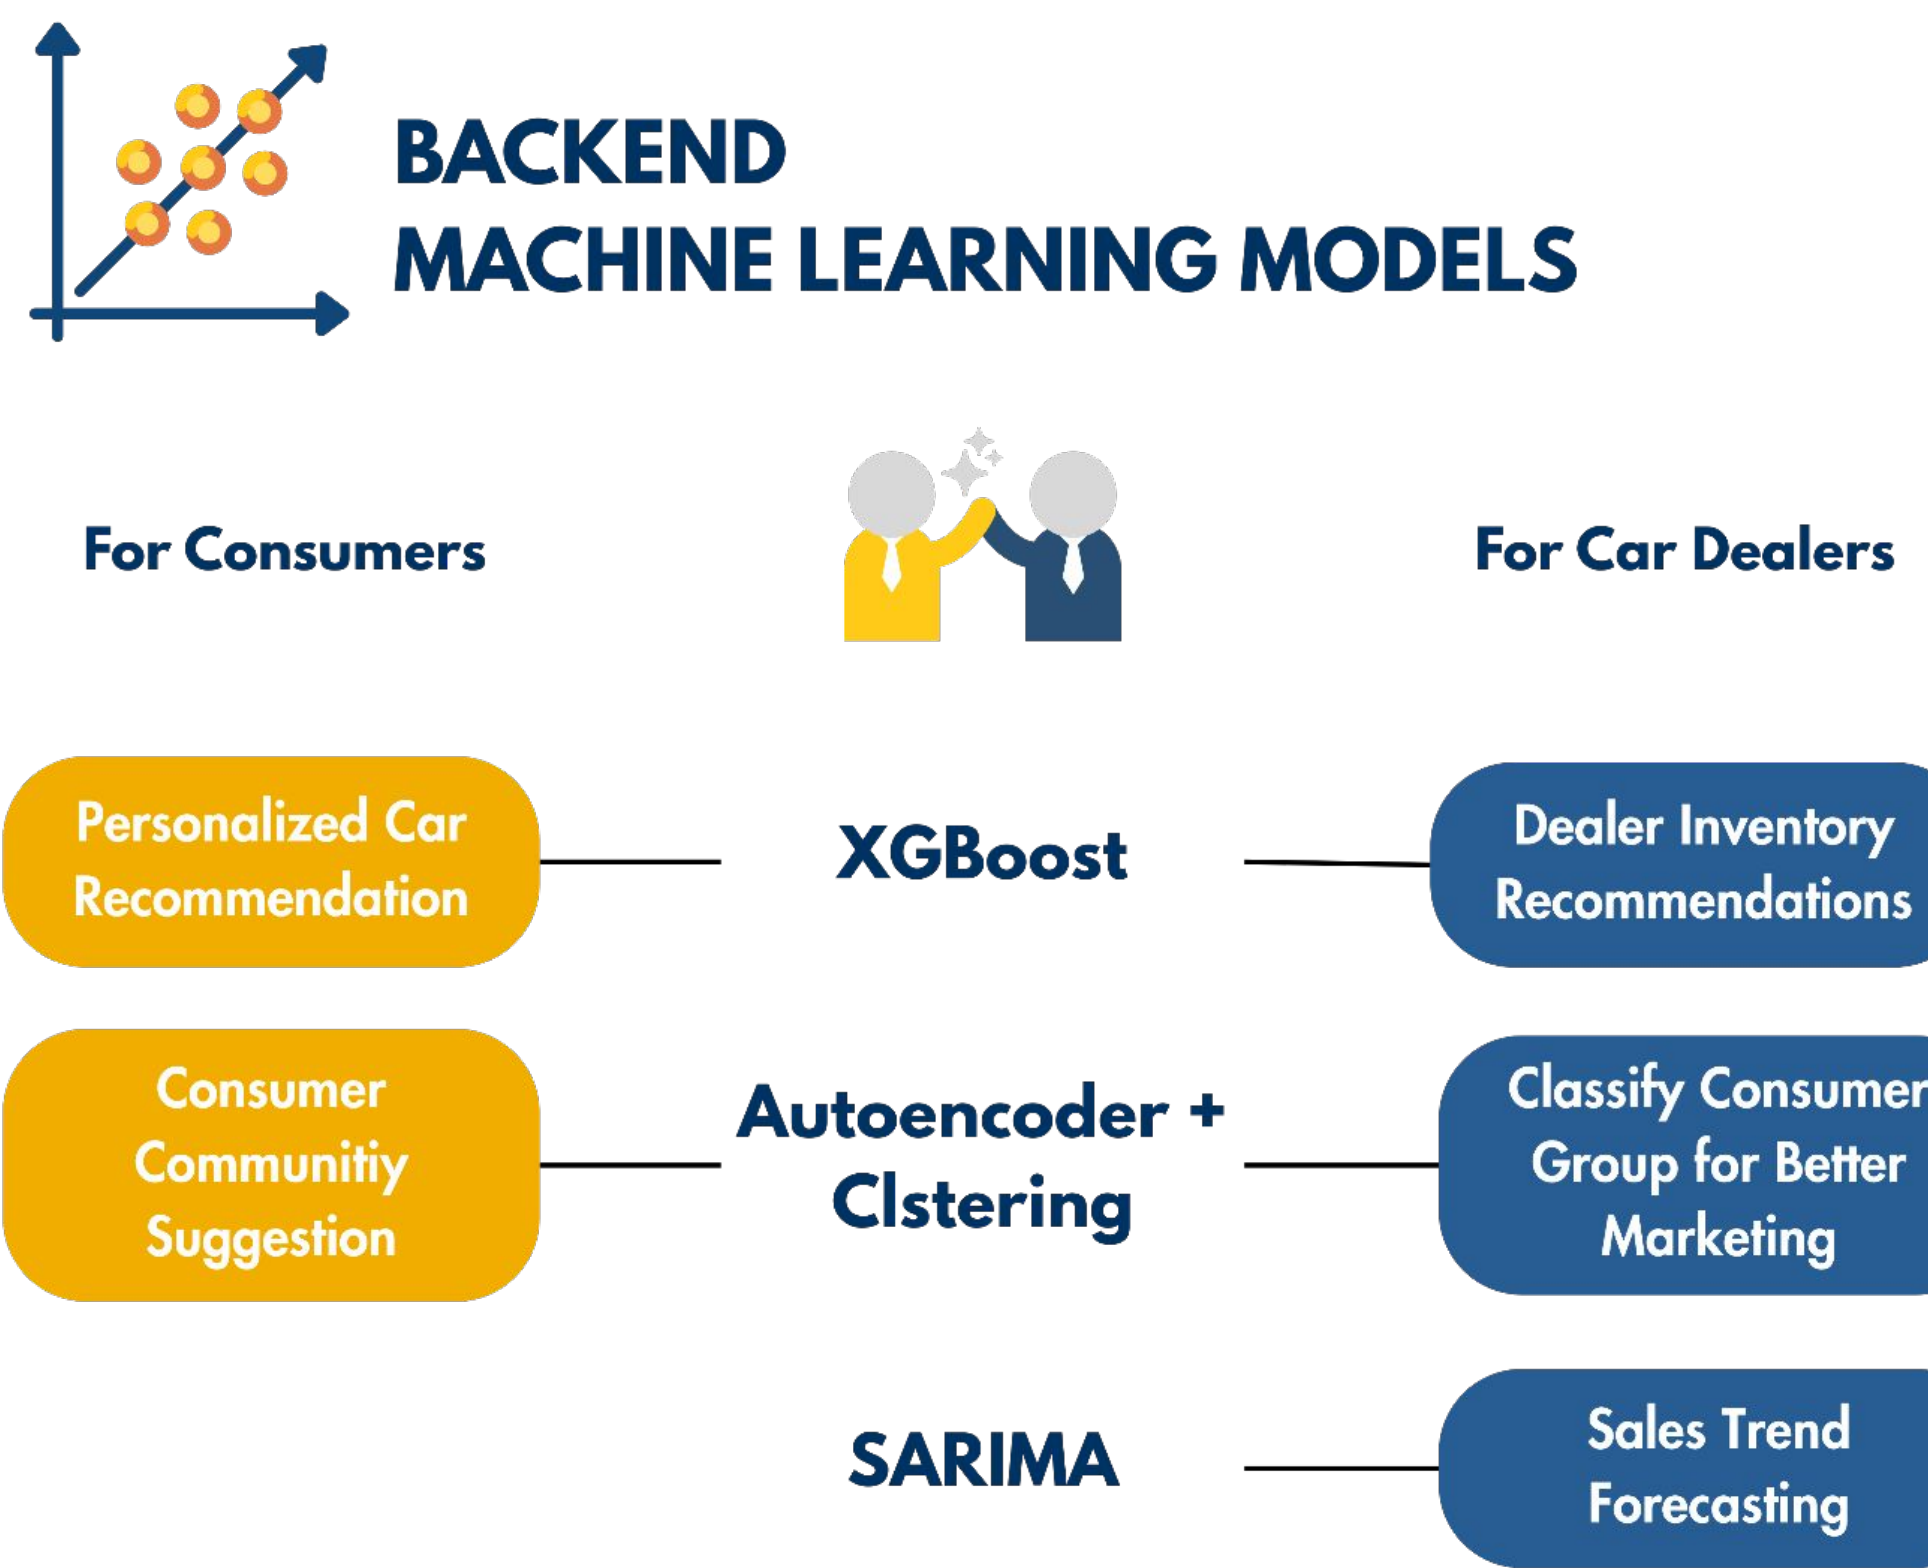 BACKEND
MACHINE LEARNING MODELS
For Consumers
For Car Dealers
Personalized Car
Recommendation
XGBoost
Dealer Inventory
Recommendations
Consumer
Communitiy
Suggestion
Autoencoder +
Clstering
Classify Consumer
Group for Better
Marketing
SARIMA
Sales Trend
Forecasting